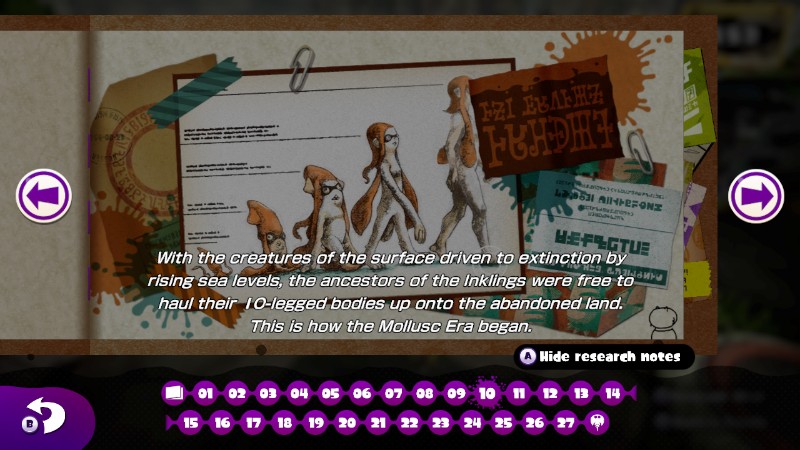 With the creatures of the surface driven to extinction by
rising sea levels, the ancestors of the Inklings were free to
haul their 10-legged bodies up onto the abandoned land.
This is how the Mollusc Era began.
A Hide research notes
01 02 03 04 05 06 07 08 09 10 11 12 13 14
B 15 16 17 18 19 20 21 22 23 24 25 26 27